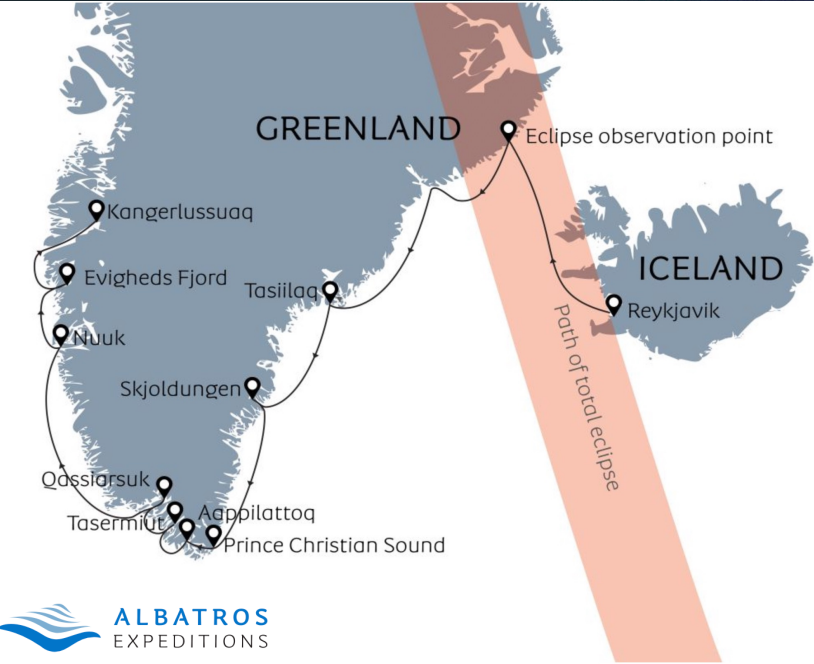 GREENLAND
Eclipse observation point
Kangerlussuaq
ICELAND
Evigheds Fjord
Tasiilaq
Reykjavik
Nuuk
Path of total eclipse
Skjoldungen
Qassiarsuk
Aappilattoq
Tasermiut
Prince Christian Sound
ALBATROS
EXPEDITIONS